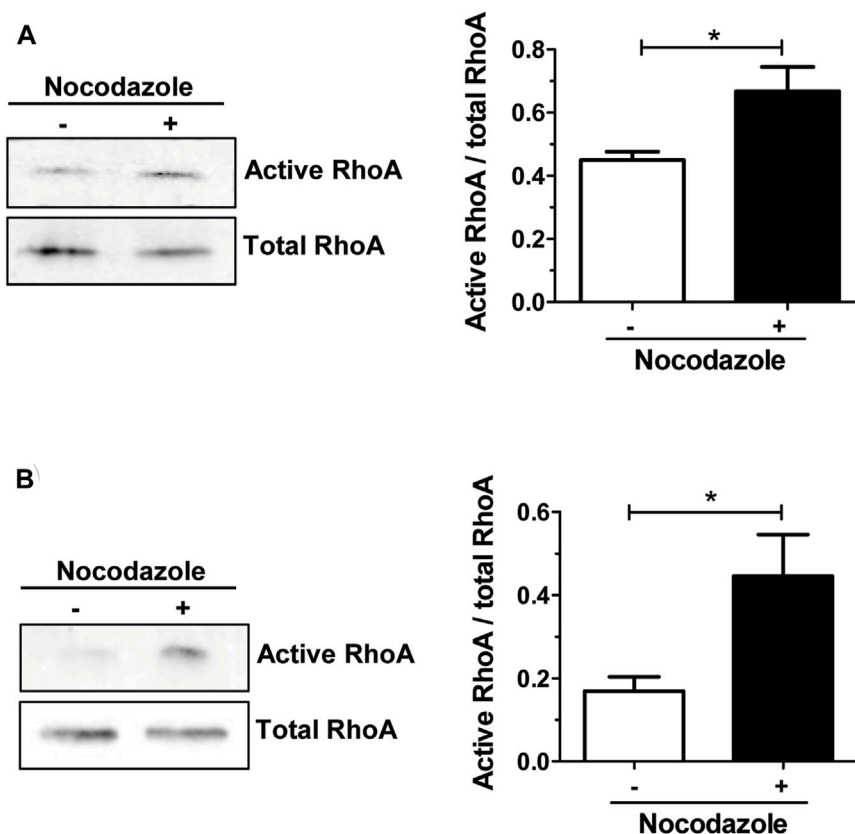 A
Nocodazole
- +
Active RhoA
Total RhoA
Active RhoA / total RhoA
0.8
0.6
0.4
0.2
0.0
*
- +
Nocodazole
B
Nocodazole
- +
Active RhoA
Total RhoA
Active RhoA / total RhoA
0.6
0.4
0.2
0.0
*
- +
Nocodazole